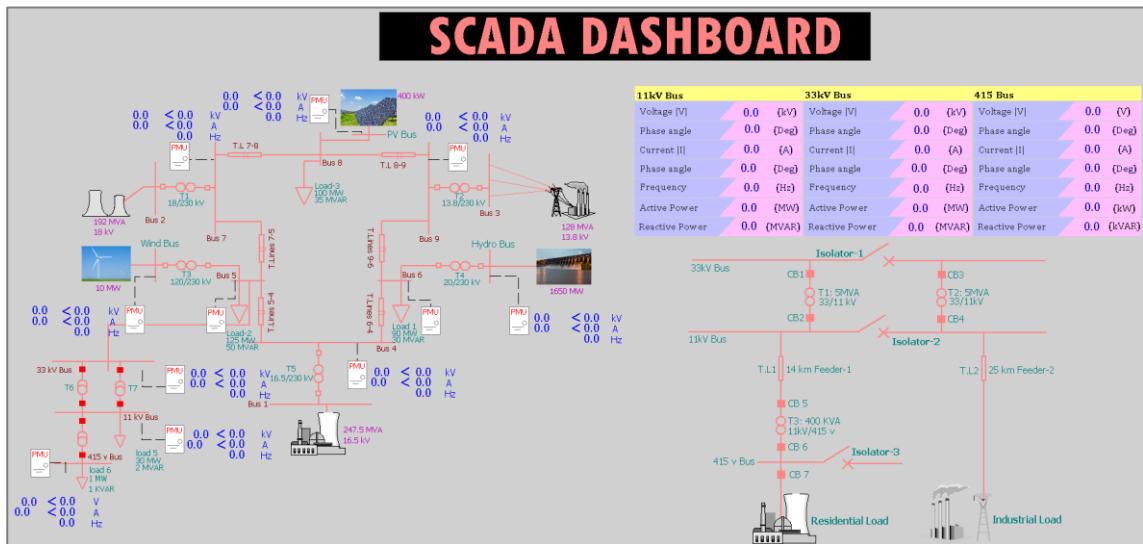 SCADA DASHBOARD
0.0 < 0.0 kV
0.0 < 0.0 A
0.0 Hz
PMU
400 kW
PV Bus
0.0 < 0.0 kV
0.0 < 0.0 A
0.0 Hz
PMU
0.0 < 0.0 kV
0.0 < 0.0 A
0.0 Hz
PMU
T.L 7-8
Bus 8
T.L 8-9
Load-3
100 MW
35 MVAR
T1
18/230 kV
Bus 2
192 MVA
18 kV
Bus 7
13.8/230 kV
Bus 3
128 MVA
13.8 kV
Bus 9
T.Lines 7-5
T.Lines 9-6
Wind Bus
10 MW
T3
120/230 kV
Bus 5
T.Lines 5-4
Load-2
125 MW
50 MVAR
PMU
PMU
Hydro Bus
Bus 6
T4
20/230 kV
1650 MW
T.Lines 6-4
Load 1
90 MW
30 MVAR
PMU
PMU
0.0 < 0.0 kV
0.0 < 0.0 A
0.0 Hz
0.0 < 0.0 kV
0.0 < 0.0 A
0.0 Hz
Bus 4
T5
16.5/230 kV
PMU
0.0 < 0.0 kV
0.0 < 0.0 A
0.0 Hz
Bus 1
247.5 MVA
16.5 kV
33 kV Bus
T6
T7
PMU
0.0 < 0.0 kV
0.0 < 0.0 A
0.0 Hz
11 kV Bus
PMU
0.0 < 0.0 kV
0.0 < 0.0 A
0.0 Hz
load 5
30 MW
2 MVAR
415 v Bus
PMU
load 6
1 MW
1 KVAR
0.0 < 0.0 V
0.0 < 0.0 A
0.0 Hz
11kV Bus 33kV Bus 415 Bus
Voltage |V| 0.0 {kV} Voltage |V| 0.0 {kV} Voltage |V| 0.0 {V}
Phase angle 0.0 {Deg} Phase angle 0.0 {Deg} Phase angle 0.0 {Deg}
Current |I| 0.0 {A} Current |I| 0.0 {A} Current |I| 0.0 {A}
Phase angle 0.0 {Deg} Phase angle 0.0 {Deg} Phase angle 0.0 {Deg}
Frequency 0.0 {Hz} Frequency 0.0 {Hz} Frequency 0.0 {Hz}
Active Power 0.0 {MW} Active Power 0.0 {MW} Active Power 0.0 {kW}
Reactive Power 0.0 {MVAR} Reactive Power 0.0 {MVAR} Reactive Power 0.0 {kVAR}
Isolator-1
33kV Bus
CB1
CB3
T1: 5MVA
33/11 kV
T2: 5MVA
33/11kV
CB2
CB4
11kV Bus
Isolator-2
T.L1
14 km Feeder-1
T.L2
25 km Feeder-2
CB 5
T3: 400 KVA
11kV/415 v
CB 6
Isolator-3
415 v Bus
CB 7
Residential Load
Industrial Load